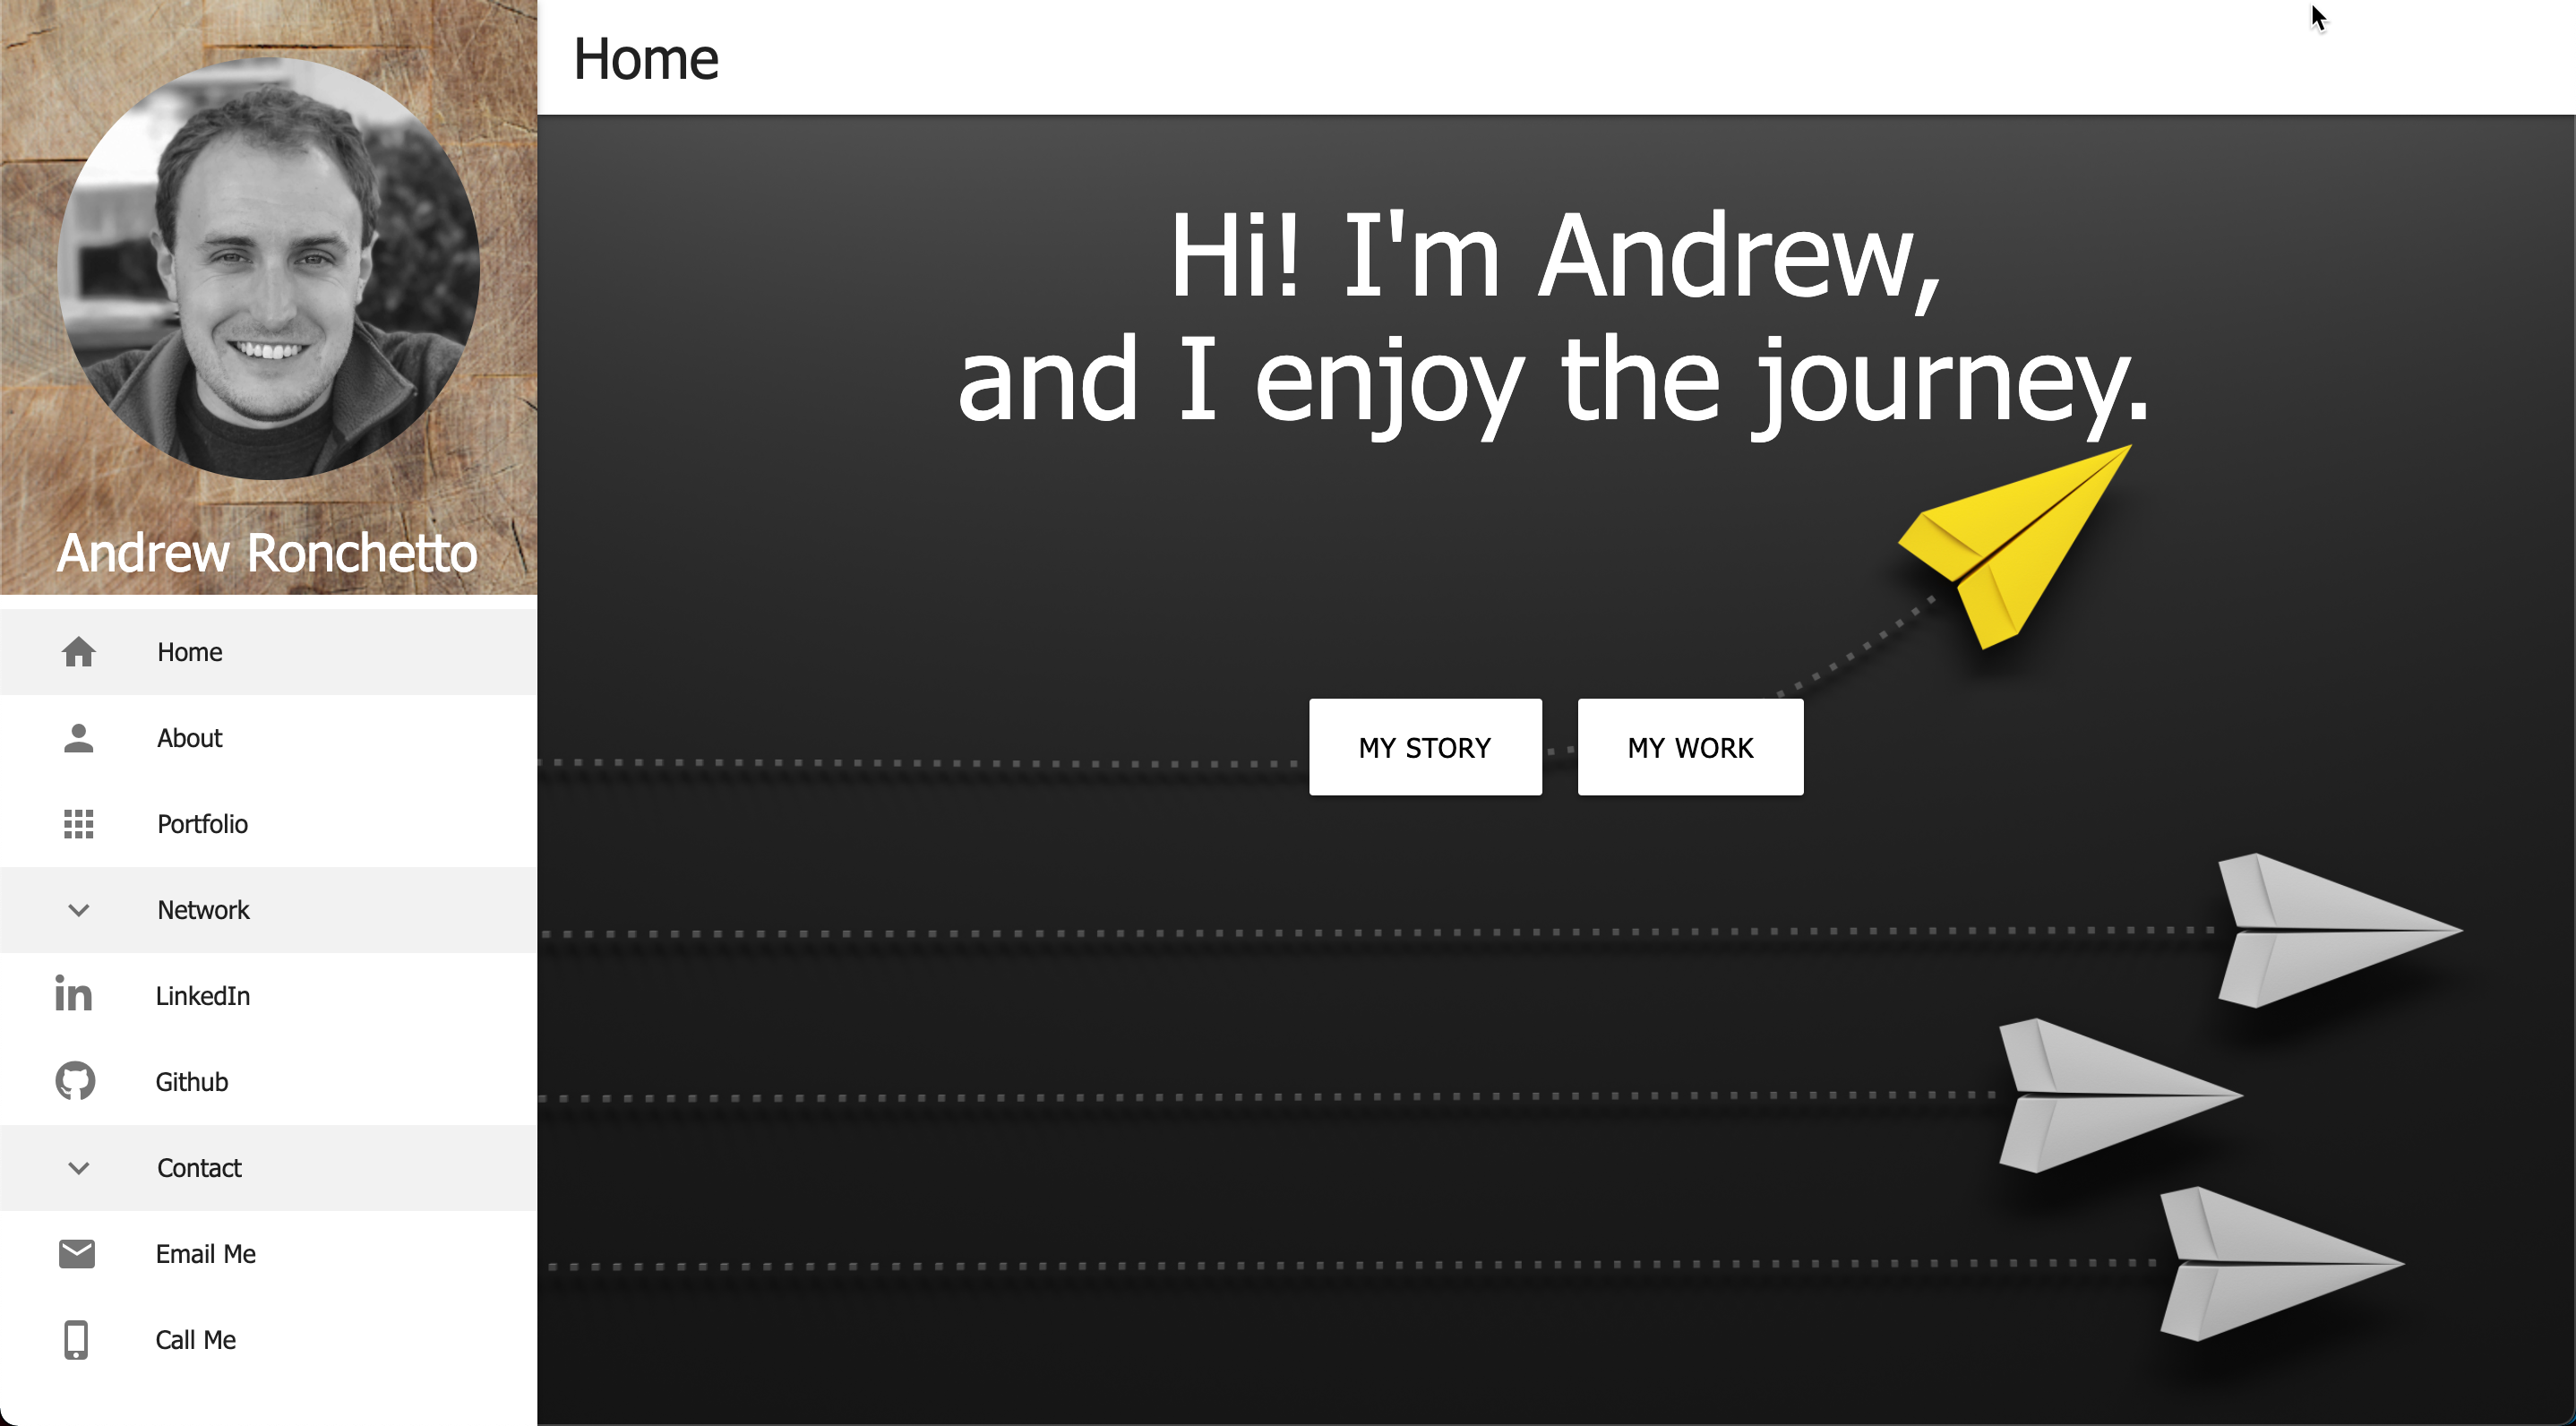 Andrew Ronchetto
Home
About
Portfolio
Network
LinkedIn
Github
Contact
Email Me
Call Me
Home
Hi! I'm Andrew,
and I enjoy the journey.
MY STORY
MY WORK